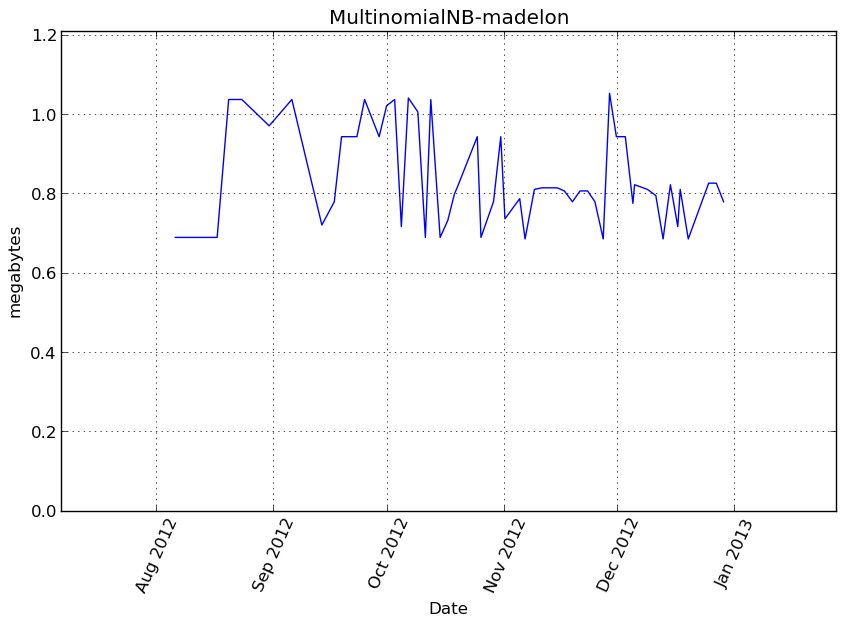 MultinomialNB-madelon
1.2
1.0
0.8
0.6
0.4
0.2
0.0
megabytes
Aug 2012
Sep 2012
Oct 2012
Nov 2012
Dec 2012
Jan 2013
Date